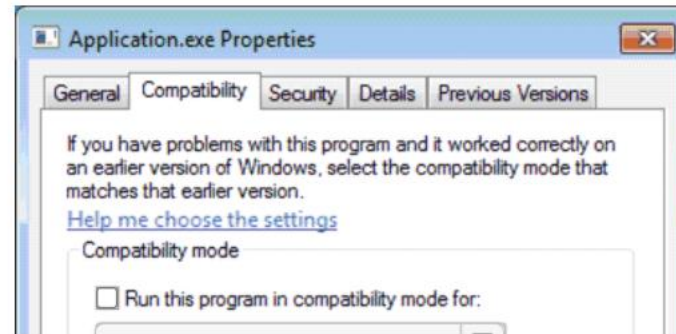 Application.exe Properties
General Compatibility Security Details Previous Versions
If you have problems with this program and it worked correctly on
an earlier version of Windows, select the compatibility mode that
matches that earlier version.
Help me choose the settings
Compatibility mode
Run this program in compatibility mode for: